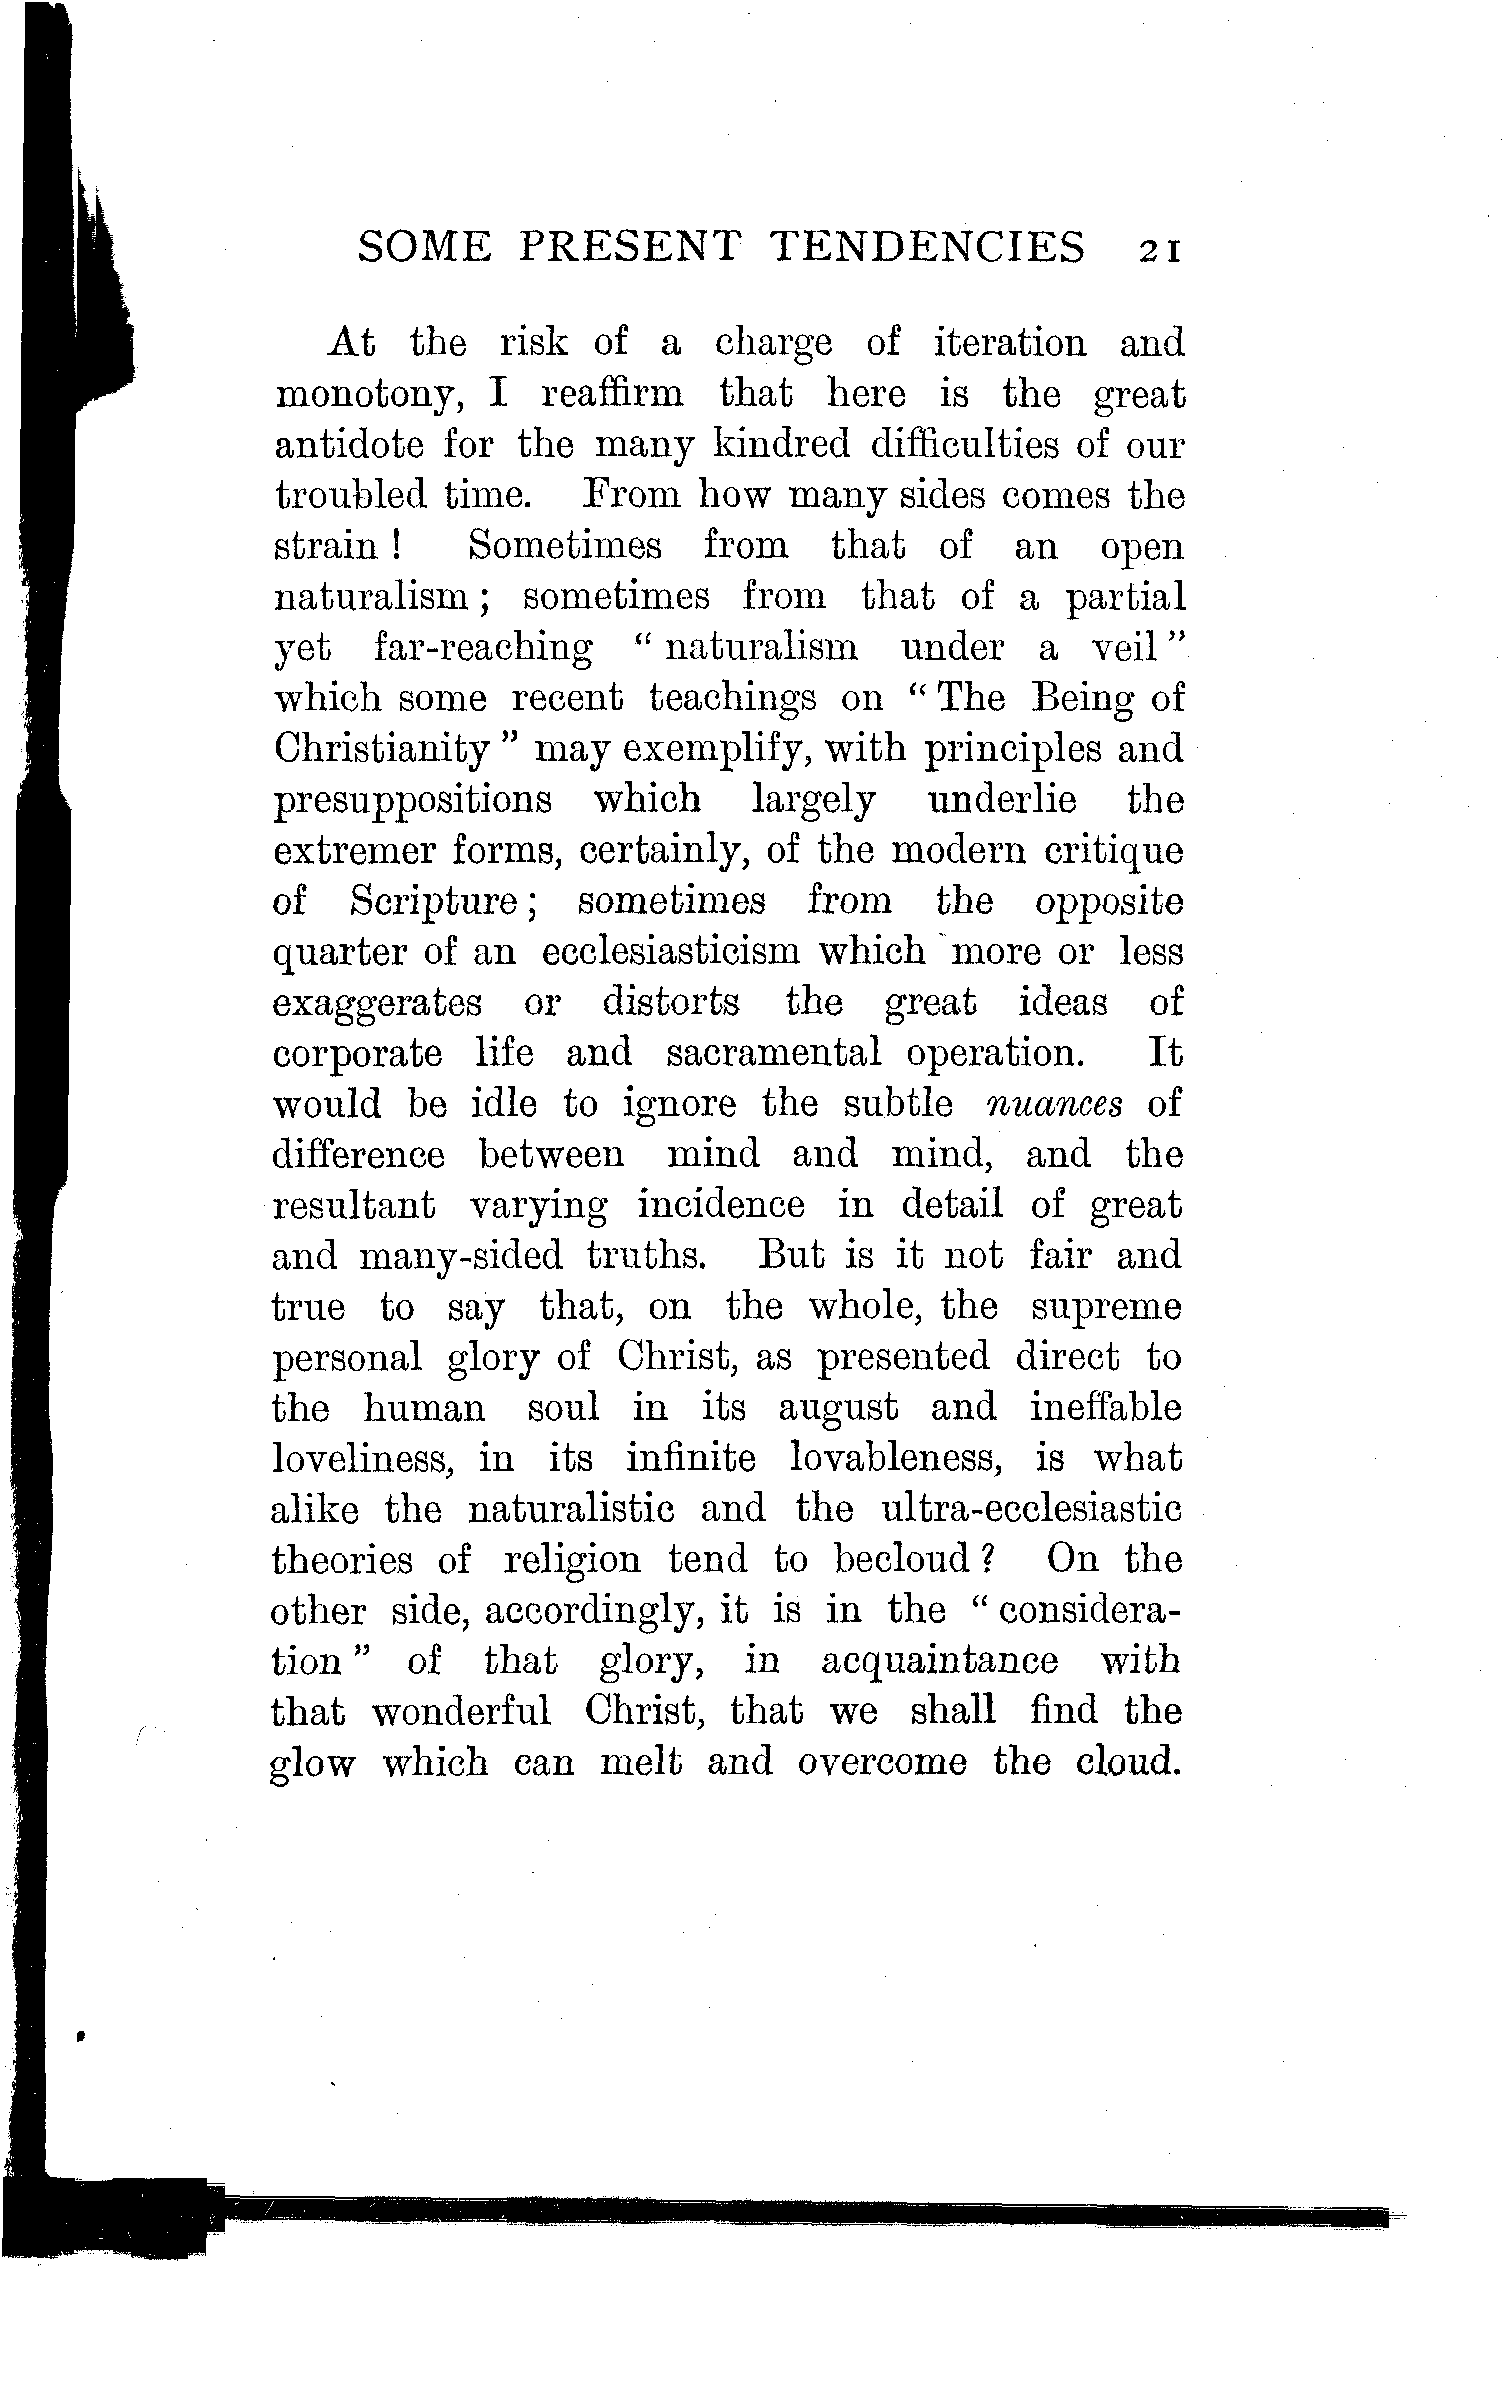 SOME PRESENT TENDENCIES 21
At the risk of a charge of iteration and
monotony, I reaffirm that here is the great
antidote for the many kindred difficulties of our
troubled time. From how many sides comes the
strain ! Sometimes from that of an open
naturalism ; sometimes from that of a partial
yet far-reaching “ naturalism under a veil ”
which some recent teachings on “ The Being of
Christianity ” may exemplify, with principles and
presuppositions which largely underlie the
extremer forms, certainly, of the modern critique
of Scripture ; sometimes from the opposite
quarter of an ecclesiasticism which more or less
exaggerates or distorts the great ideas of
corporate life and sacramental operation. It
would be idle to ignore the subtle nuances of
difference between mind and mind, and the
resultant varying incidence in detail of great
and many-sided truths. But is it not fair and
true to say that, on the whole, the supreme
personal glory of Christ, as presented direct to
the human soul in its august and ineffable
loveliness, in its infinite lovableness, is what
alike the naturalistic and the ultra-ecclesiastic
theories of religion tend to becloud ? On the
other side, accordingly, it is in the “ considera-
tion ” of that glory, in acquaintance with
that wonderful Christ, that we shall find the
glow which can melt and overcome the cloud.